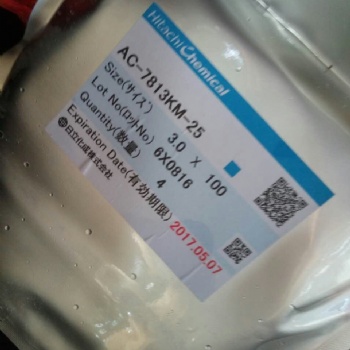 Hitachi Chemical
AC-7813KM-25
Size(サイズ) 3.0 × 100
Lot No(ロットNo) 6X0816
Quantity(数量) 4
Expiration Date(有効期限) 2017.05.07
日立化成株式会社